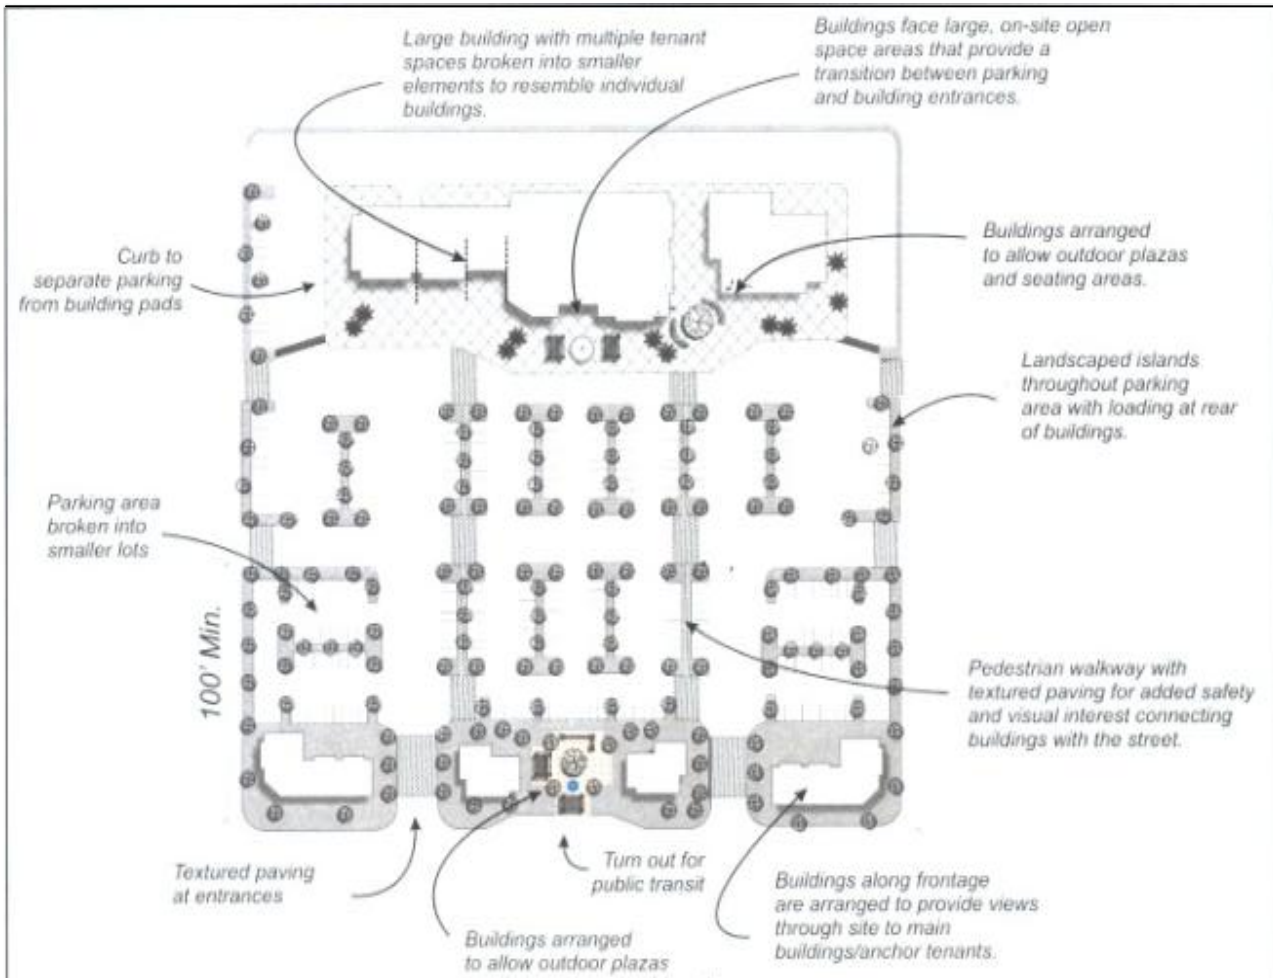 Large building with multiple tenant
spaces broken into smaller
elements to resemble individual
buildings.
Buildings face large, on-site open
space areas that provide a
transition between parking
and building entrances.
Curb to
separate parking
from building pads
Buildings arranged
to allow outdoor plazas
and seating areas.
Landscaped islands
throughout parking
area with loading at rear
of buildings.
Parking area
broken into
smaller lots
100' Min.
Pedestrian walkway with
textured paving for added safety
and visual interest connecting
buildings with the street.
Textured paving
at entrances
Turn out for
public transit
Buildings along frontage
are arranged to provide views
through site to main
buildings/anchor tenants.
Buildings arranged
to allow outdoor plazas